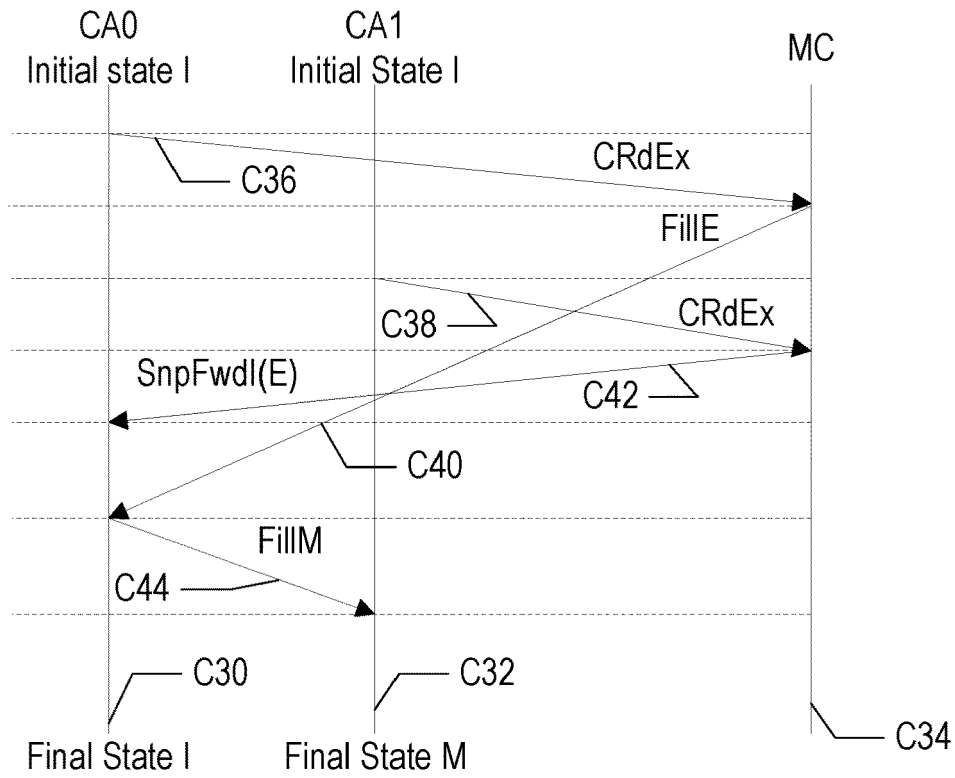 CA0
Initial state I
CA1
Initial State I
MC
CRdEx
C36
FillE
C38
CRdEx
SnpFwdI(E)
C42
C40
FillM
C44
C30
C32
C34
Final State I
Final State M